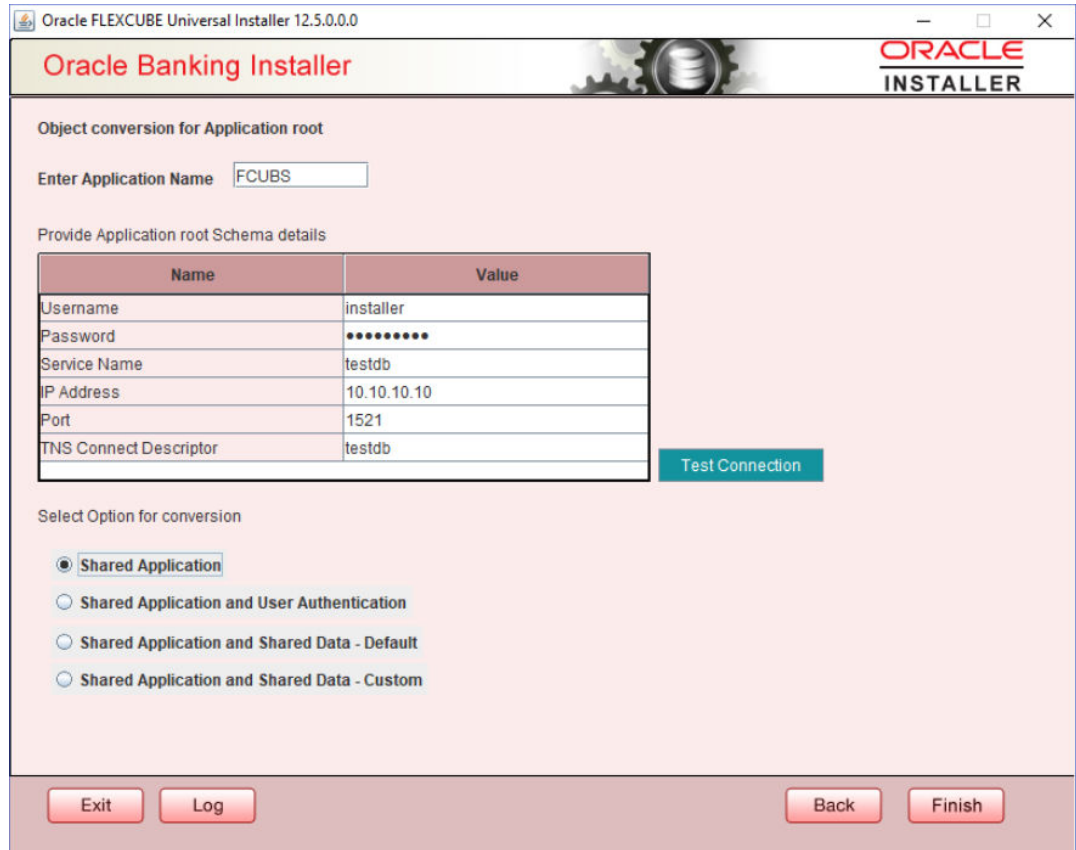 Oracle FLEXCUBE Universal Installer 12.5.0.0.0
Oracle Banking Installer
ORACLE
INSTALLER
Object conversion for Application root
Enter Application Name FCUBS
Provide Application root Schema details
Name Value
Username installer
Password •••••••••
Service Name testdb
IP Address 10.10.10.10
Port 1521
TNS Connect Descriptor testdb
Test Connection
Select Option for conversion
Shared Application
Shared Application and User Authentication
Shared Application and Shared Data - Default
Shared Application and Shared Data - Custom
Exit Log Back Finish